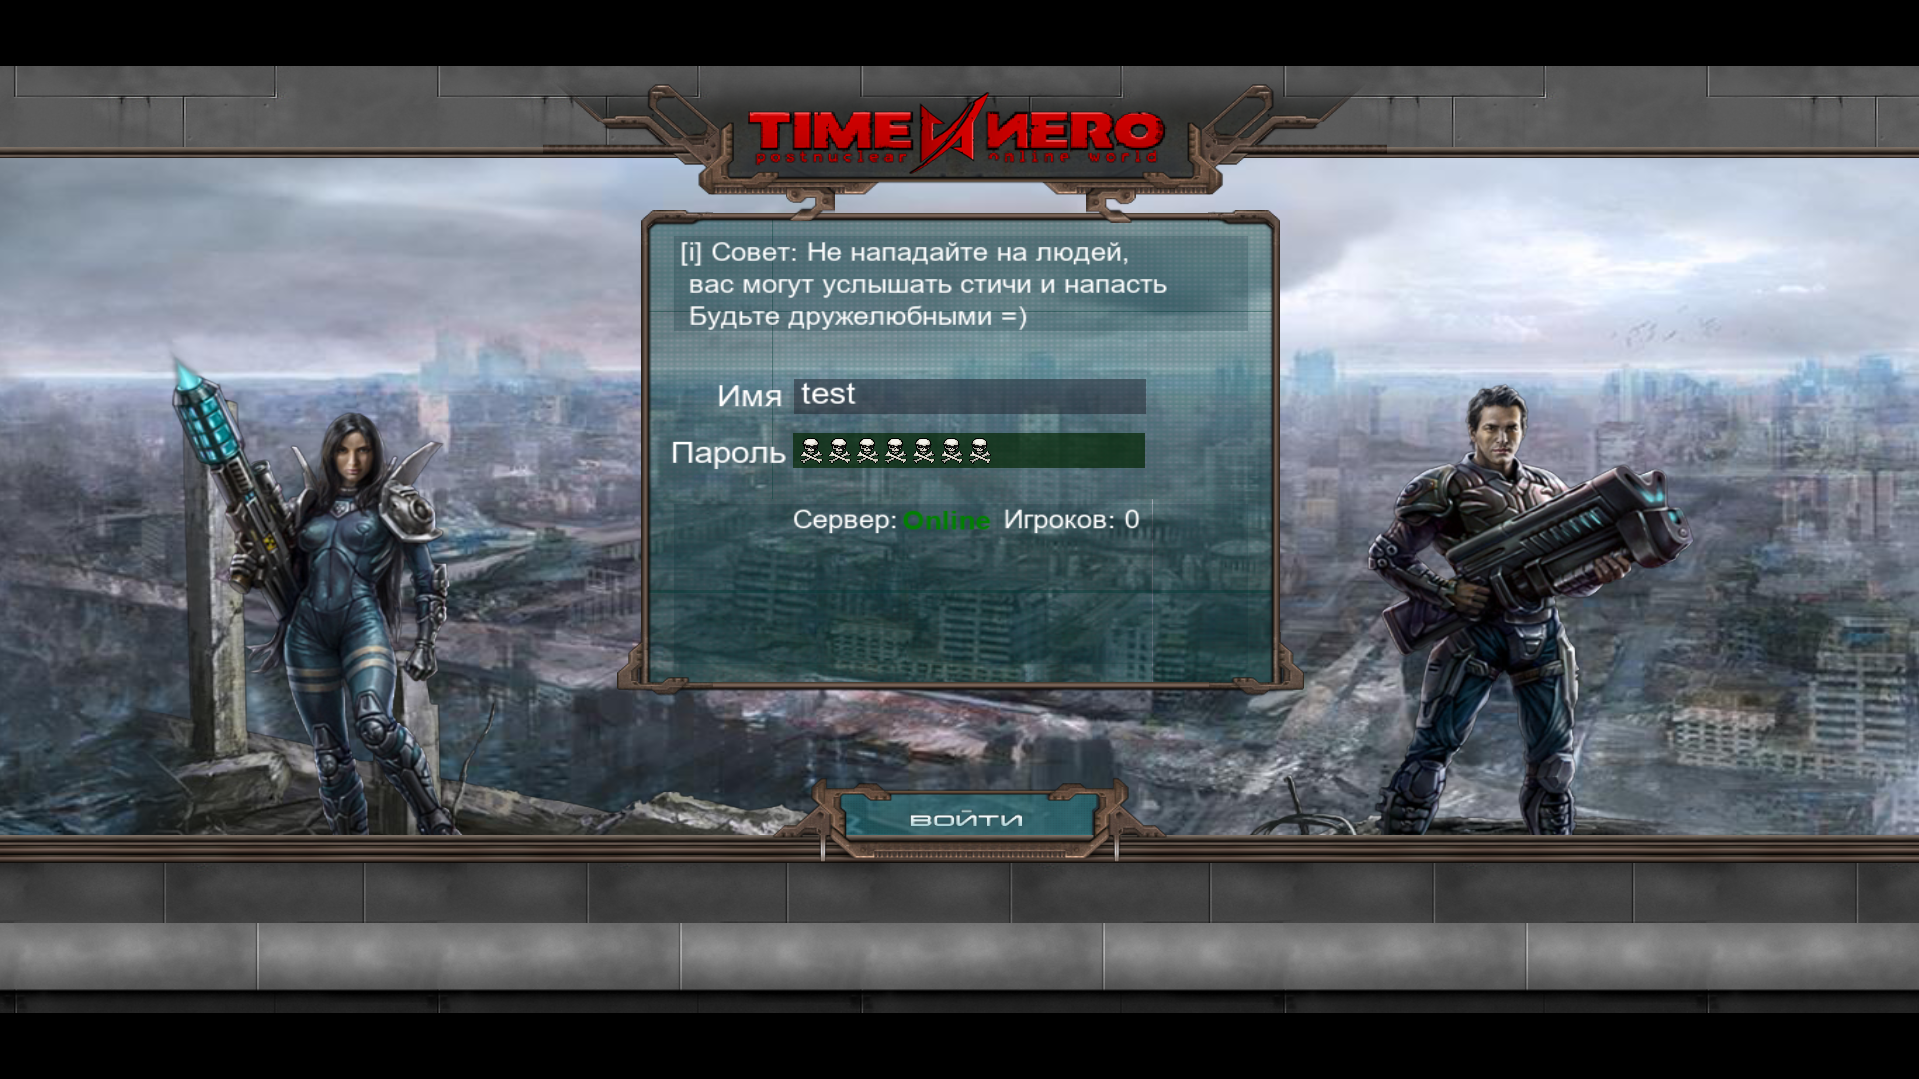 TIME ZERO
postnuclear online world
[i] Совет: Не нападайте на людей,
вас могут услышать стичи и напасть
Будьте дружелюбными =)
Имя test
Пароль
Сервер: Online Игроков: 0
ВОЙТИ